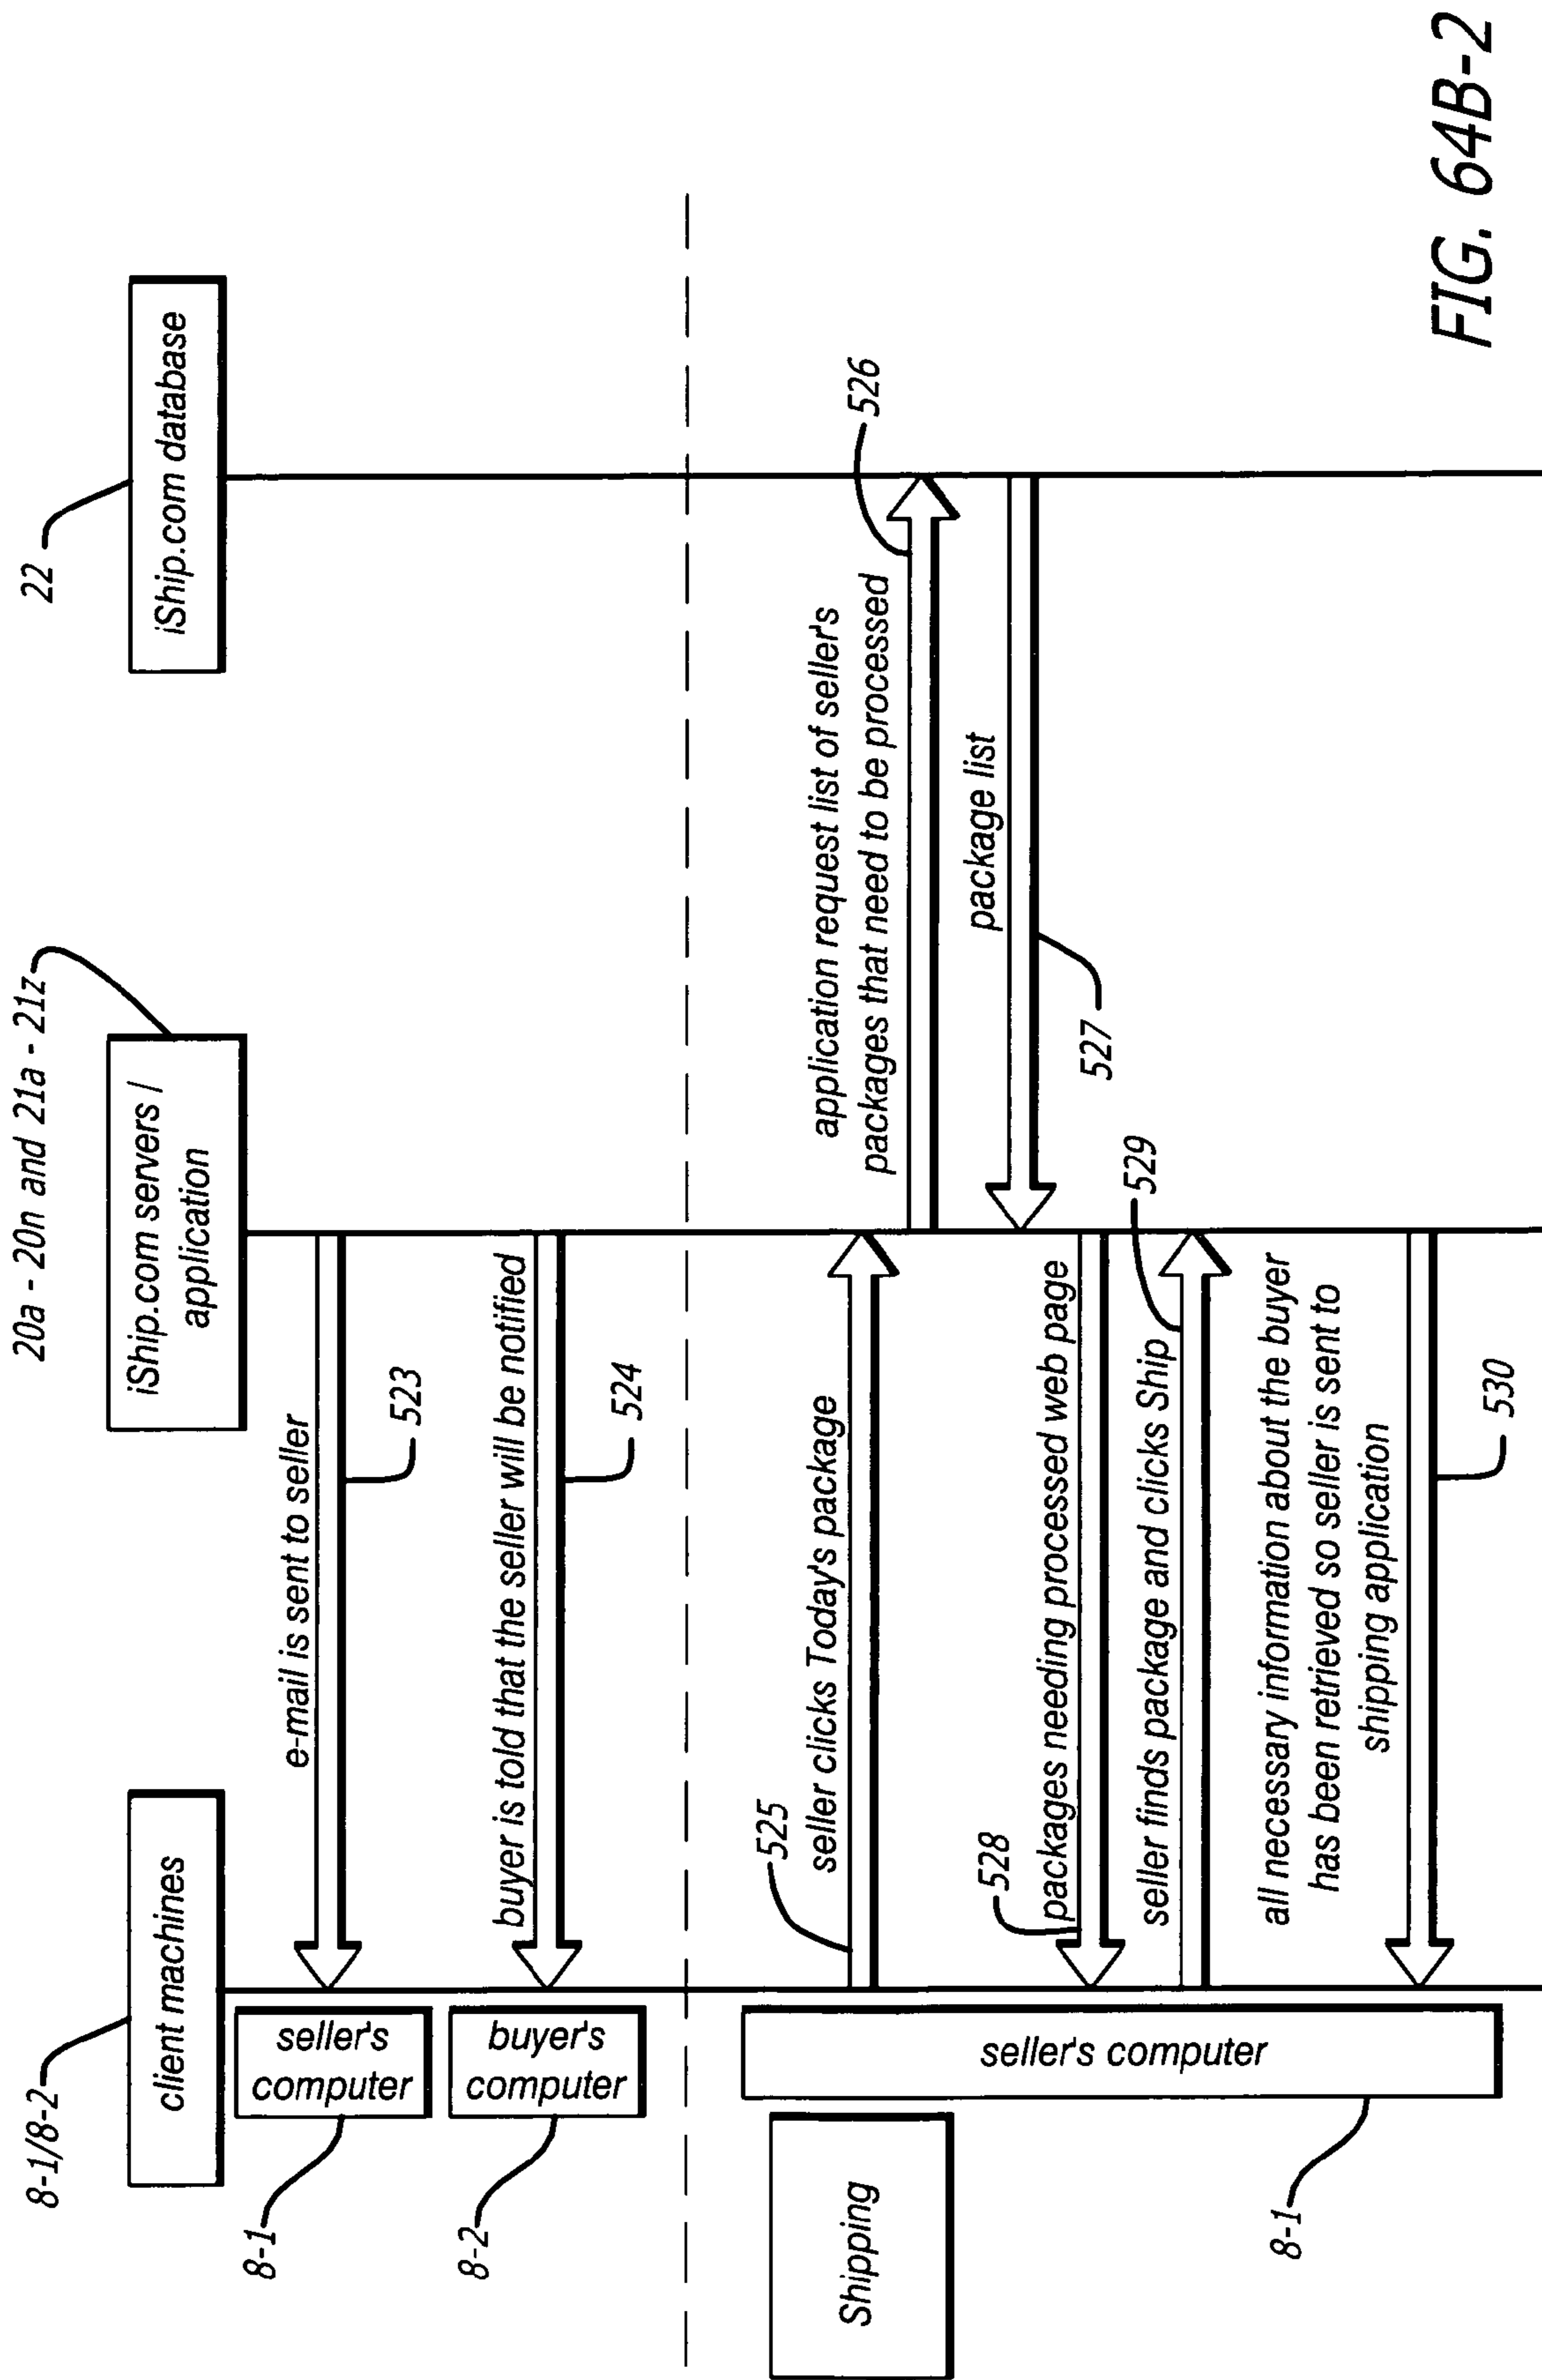 8-1/8-2
20a - 20n and 21a - 21z
22
client machines
iShip.com servers /
application
iShip.com database
8-1
seller's
computer
e-mail is sent to seller
523
8-2
buyer's
computer
buyer is told that the seller will be notified
524
Shipping
seller's computer
8-1
525
seller clicks Today's package
application request list of seller's
packages that need to be processed
526
package list
527
528
packages needing processed web page
seller finds package and clicks Ship
529
all necessary information about the buyer
has been retrieved so seller is sent to
shipping application
530
FIG. 64B-2